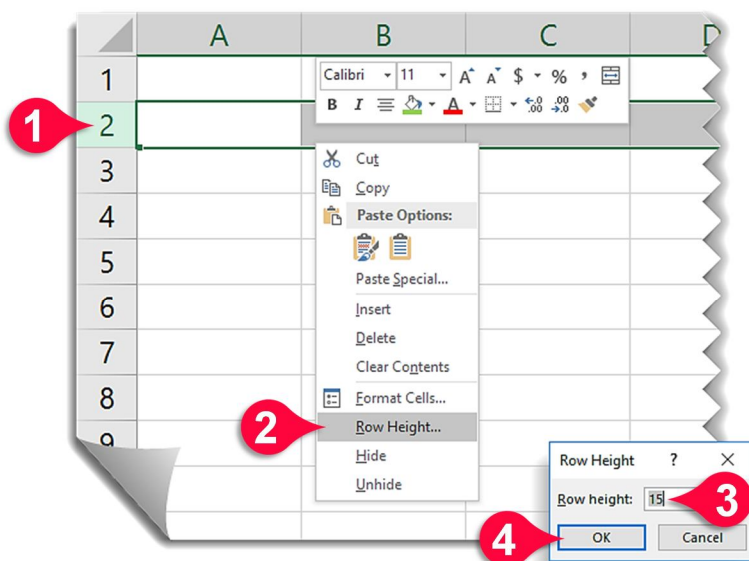 A B C D
1
Calibri 11 A A $ % ,
B I A .00 .00
1
2
3
4
5
6
7
8
9
Cut
Copy
Paste Options:
Paste Special...
Insert
Delete
Clear Contents
Format Cells...
2
Row Height...
Hide
Unhide
Row Height ? X
Row height: 15
3
4
OK Cancel